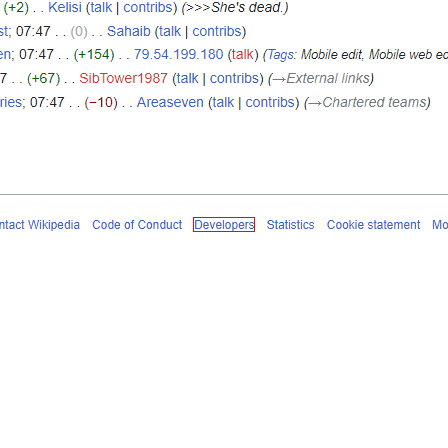 (+2) . . Kelisi (talk | contribs) (>>>She's dead.)
st; 07:47 . . (0) . . Sahaib (talk | contribs)
en; 07:47 . . (+154) . . 79.54.199.180 (talk) (Tags: Mobile edit, Mobile web ed
7 . . (+67) . . SibTower1987 (talk | contribs) (→External links)
ries; 07:47 . . (−10) . . Areaseven (talk | contribs) (→Chartered teams)
ntact Wikipedia Code of Conduct Developers Statistics Cookie statement Mo